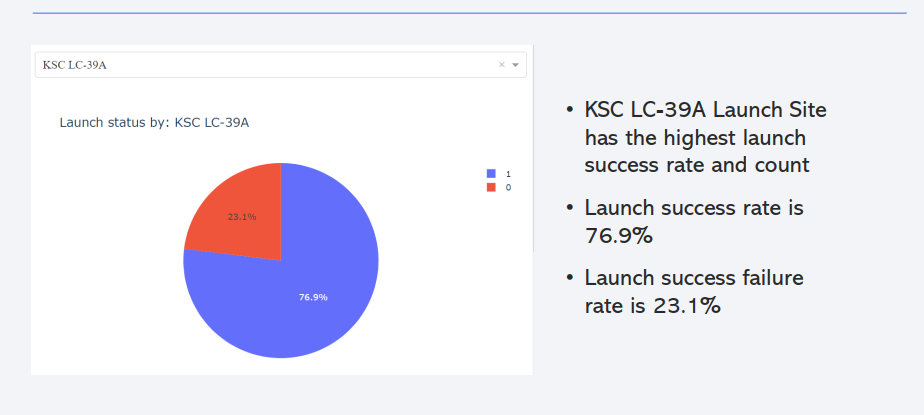 KSC LC-39A
Launch status by: KSC LC-39A
1
0
23.1%
76.9%
• KSC LC-39A Launch Site
has the highest launch
success rate and count
• Launch success rate is
76.9%
• Launch success failure
rate is 23.1%